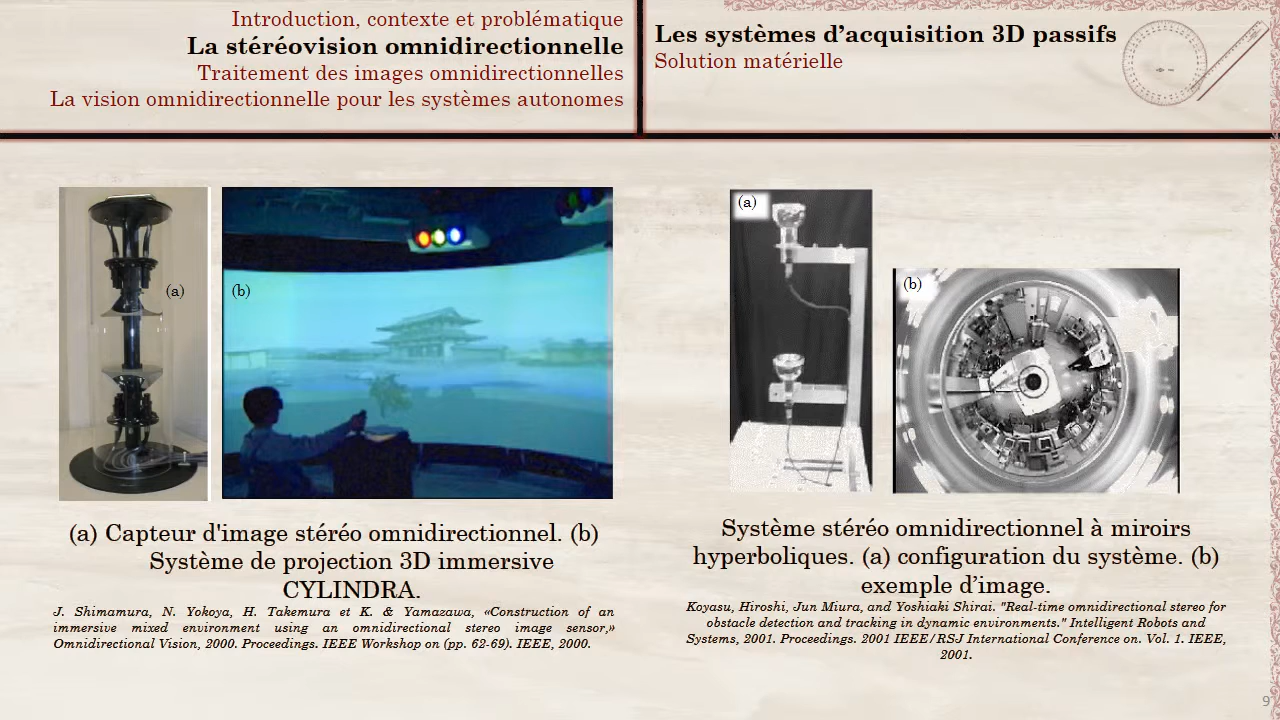 Introduction, contexte et problématique
La stéréovision omnidirectionnelle
Traitement des images omnidirectionnelles
La vision omnidirectionnelle pour les systèmes autonomes
Les systèmes d’acquisition 3D passifs
Solution matérielle
(a)
(b)
(a) Capteur d'image stéréo omnidirectionnel. (b)
Système de projection 3D immersive
CYLINDRA.
J. Shimamura, N. Yokoya, H. Takemura et K. & Yamazawa, «Construction of an
immersive mixed environment using an omnidirectional stereo image sensor,»
Omnidirectional Vision, 2000. Proceedings. IEEE Workshop on (pp. 62-69). IEEE, 2000.
(a)
(b)
Système stéréo omnidirectionnel à miroirs
hyperboliques. (a) configuration du système. (b)
exemple d’image.
Koyasu, Hiroshi, Jun Miura, and Yoshiaki Shirai. "Real-time omnidirectional stereo for
obstacle detection and tracking in dynamic environments." Intelligent Robots and
Systems, 2001. Proceedings. 2001 IEEE/RSJ International Conference on. Vol. 1. IEEE,
2001.
9